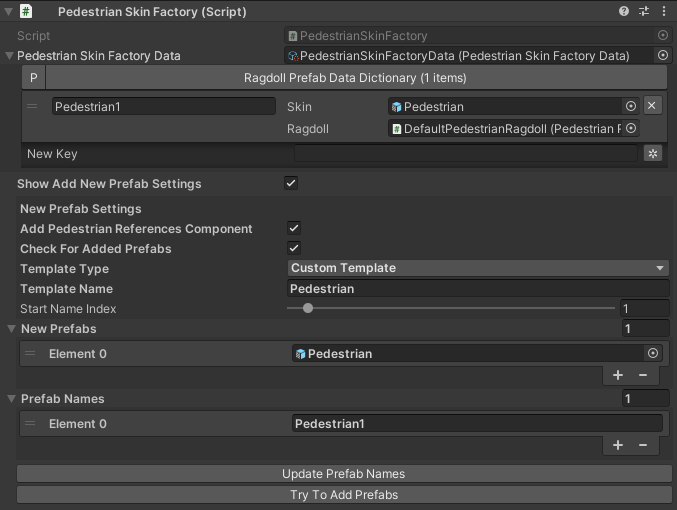 # Pedestrian Skin Factory (Script)
Script # PedestrianSkinFactory
Pedestrian Skin Factory Data PedestrianSkinFactoryData (Pedestrian Skin Factory Data)
P Ragdoll Prefab Data Dictionary (1 items)
Pedestrian1 Skin Pedestrian
Ragdoll # DefaultPedestrianRagdoll (Pedestrian
New Key
Show Add New Prefab Settings
New Prefab Settings
Add Pedestrian References Component
Check For Added Prefabs
Template Type Custom Template
Template Name Pedestrian
Start Name Index 1
New Prefabs 1
Element 0 Pedestrian
+ −
Prefab Names 1
Element 0 Pedestrian1
+ −
Update Prefab Names
Try To Add Prefabs